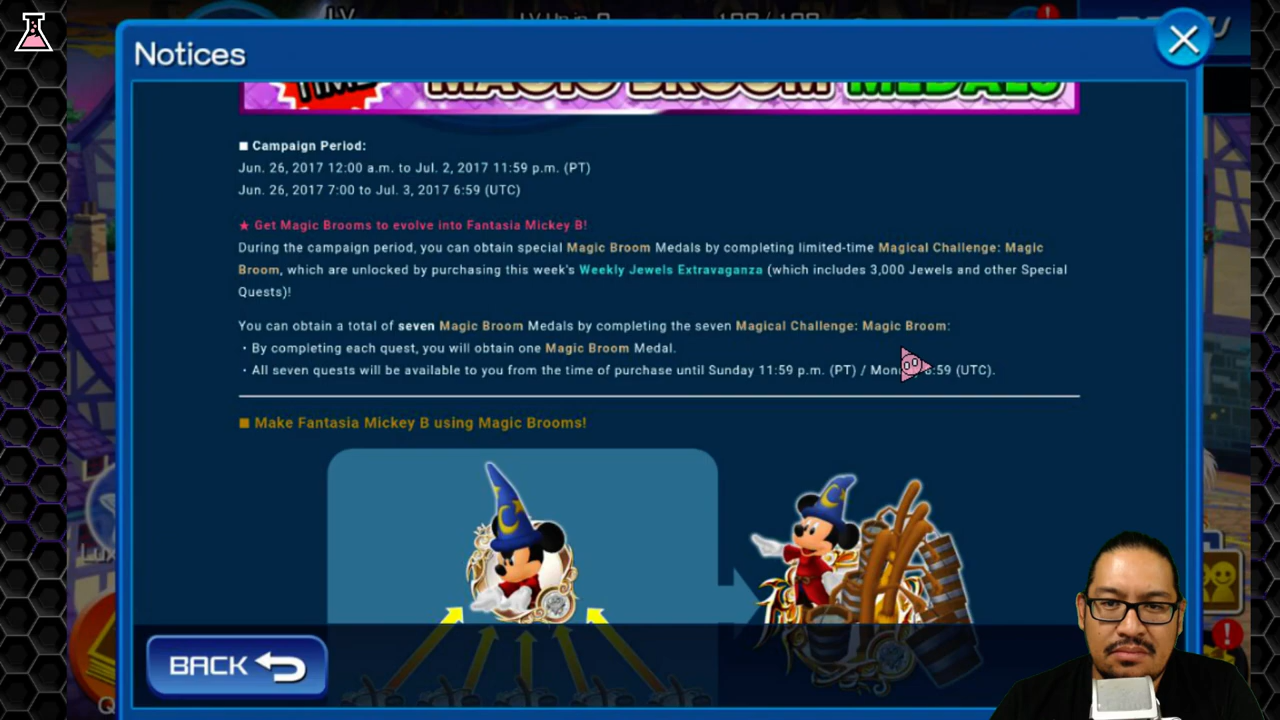 Notices
TIME MAGIC BROOM MEDALS
■ Campaign Period:
Jun. 26, 2017 12:00 a.m. to Jul. 2, 2017 11:59 p.m. (PT)
Jun. 26, 2017 7:00 to Jul. 3, 2017 6:59 (UTC)
★ Get Magic Brooms to evolve into Fantasia Mickey B!
During the campaign period, you can obtain special Magic Broom Medals by completing limited-time Magical Challenge: Magic
Broom, which are unlocked by purchasing this week's Weekly Jewels Extravaganza (which includes 3,000 Jewels and other Special
Quests)!
You can obtain a total of seven Magic Broom Medals by completing the seven Magical Challenge: Magic Broom:
・By completing each quest, you will obtain one Magic Broom Medal.
・All seven quests will be available to you from the time of purchase until Sunday 11:59 p.m. (PT) / :59 (UTC).
■ Make Fantasia Mickey B using Magic Brooms!
BACK